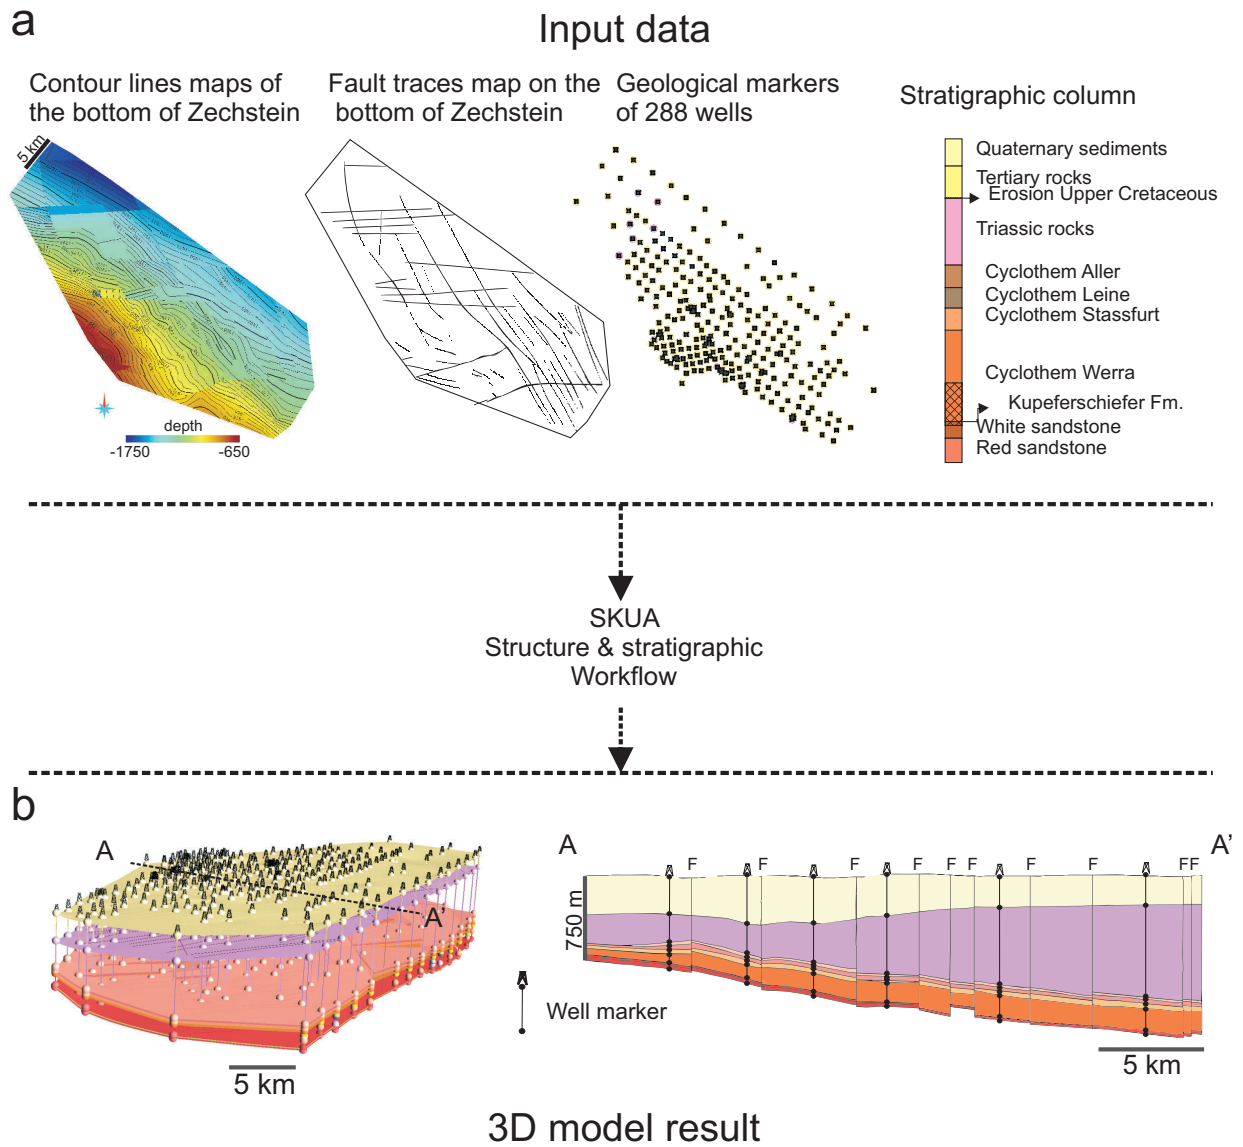 a
Input data
Contour lines maps of
the bottom of Zechstein
Fault traces map on the
bottom of Zechstein
Geological markers
of 288 wells
Stratigraphic column
5 km
depth
-1750
-650
Quaternary sediments
Tertiary rocks
Erosion Upper Cretaceous
Triassic rocks
Cyclothem Aller
Cyclothem Leine
Cyclothem Stassfurt
Cyclothem Werra
Kupeferschiefer Fm.
White sandstone
Red sandstone
SKUA
Structure & stratigraphic
Workflow
b
A
A'
5 km
Well marker
A
A'
F F F F F F F F FF
750 m
5 km
3D model result